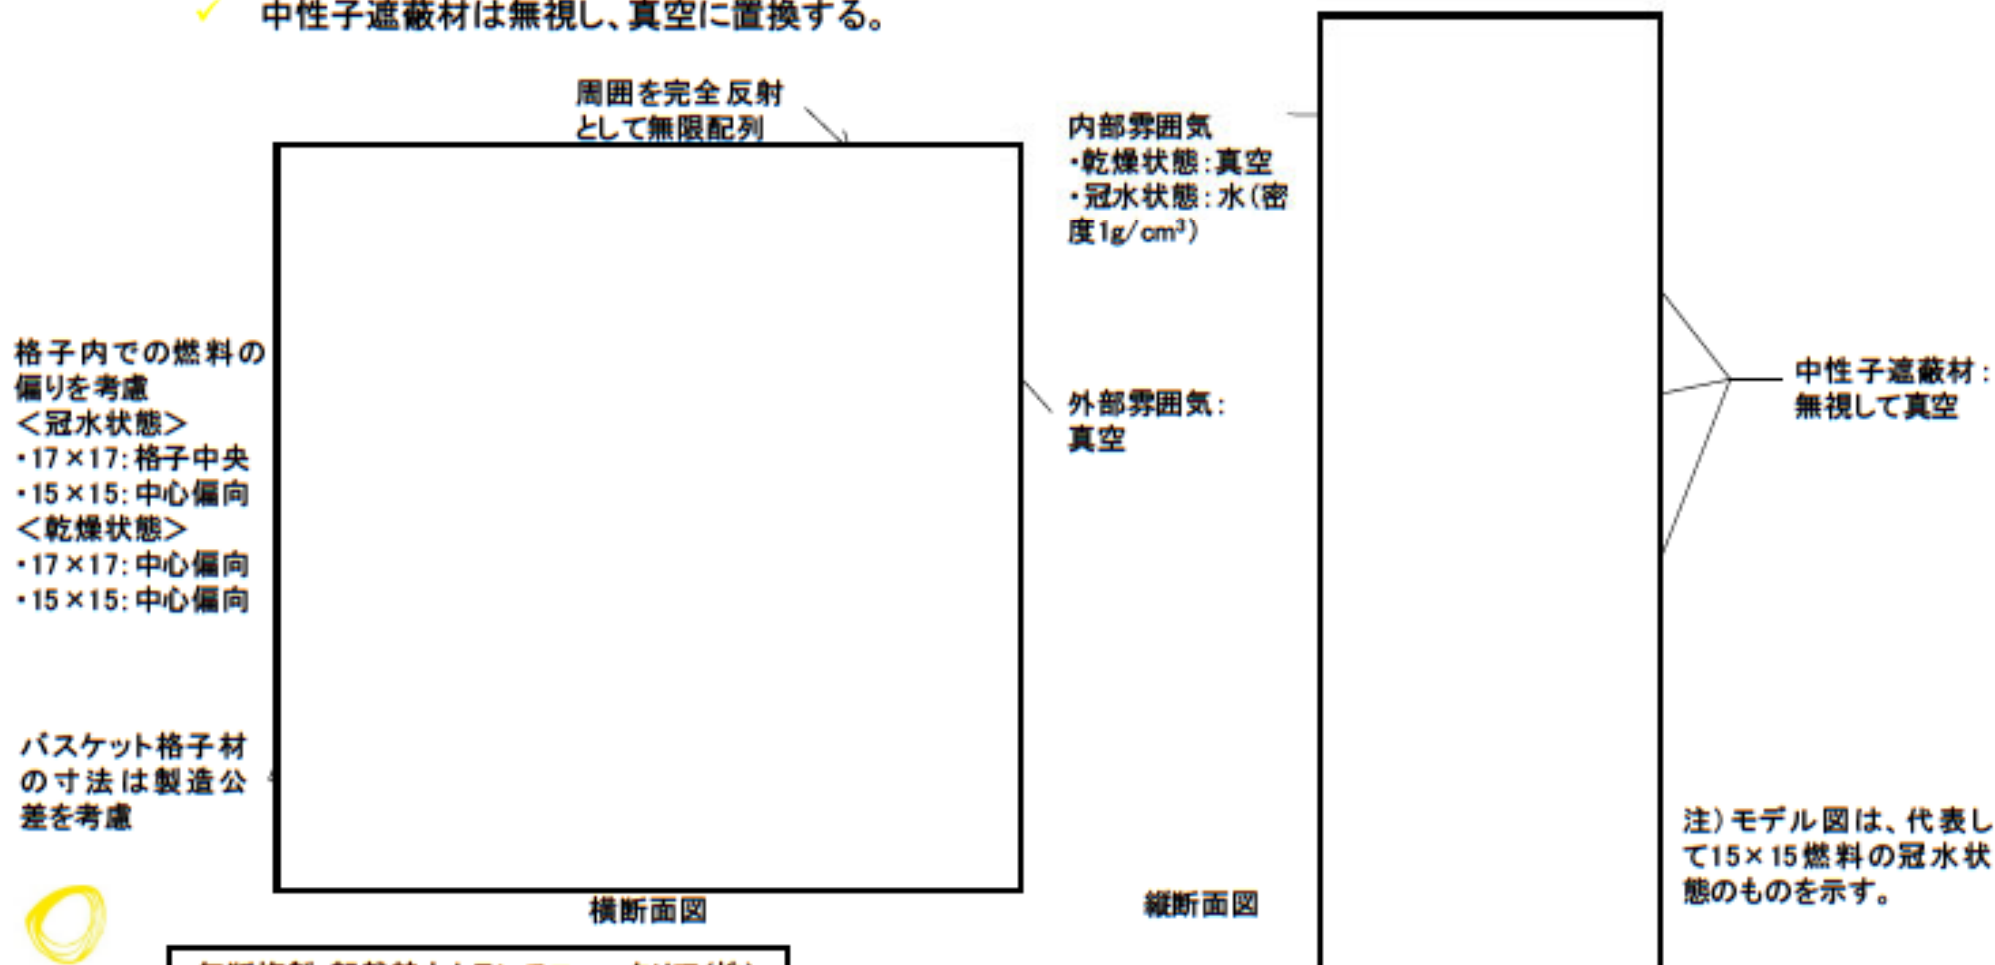 中性子遮蔽材は無視し、真空に置換する。
周囲を完全反射
として無限配列
内部雰囲気
・乾燥状態：真空
・冠水状態：水（密
度1g/cm³）
格子内での燃料の
偏りを考慮
＜冠水状態＞
・17×17：格子中央
・15×15：中心偏向
＜乾燥状態＞
・17×17：中心偏向
・15×15：中心偏向
外部雰囲気：
真空
中性子遮蔽材：
無視して真空
バスケット格子材
の寸法は製造公
差を考慮
注）モデル図は、代表し
て15×15燃料の冠水状
態のものを示す。
横断面図
縦断面図